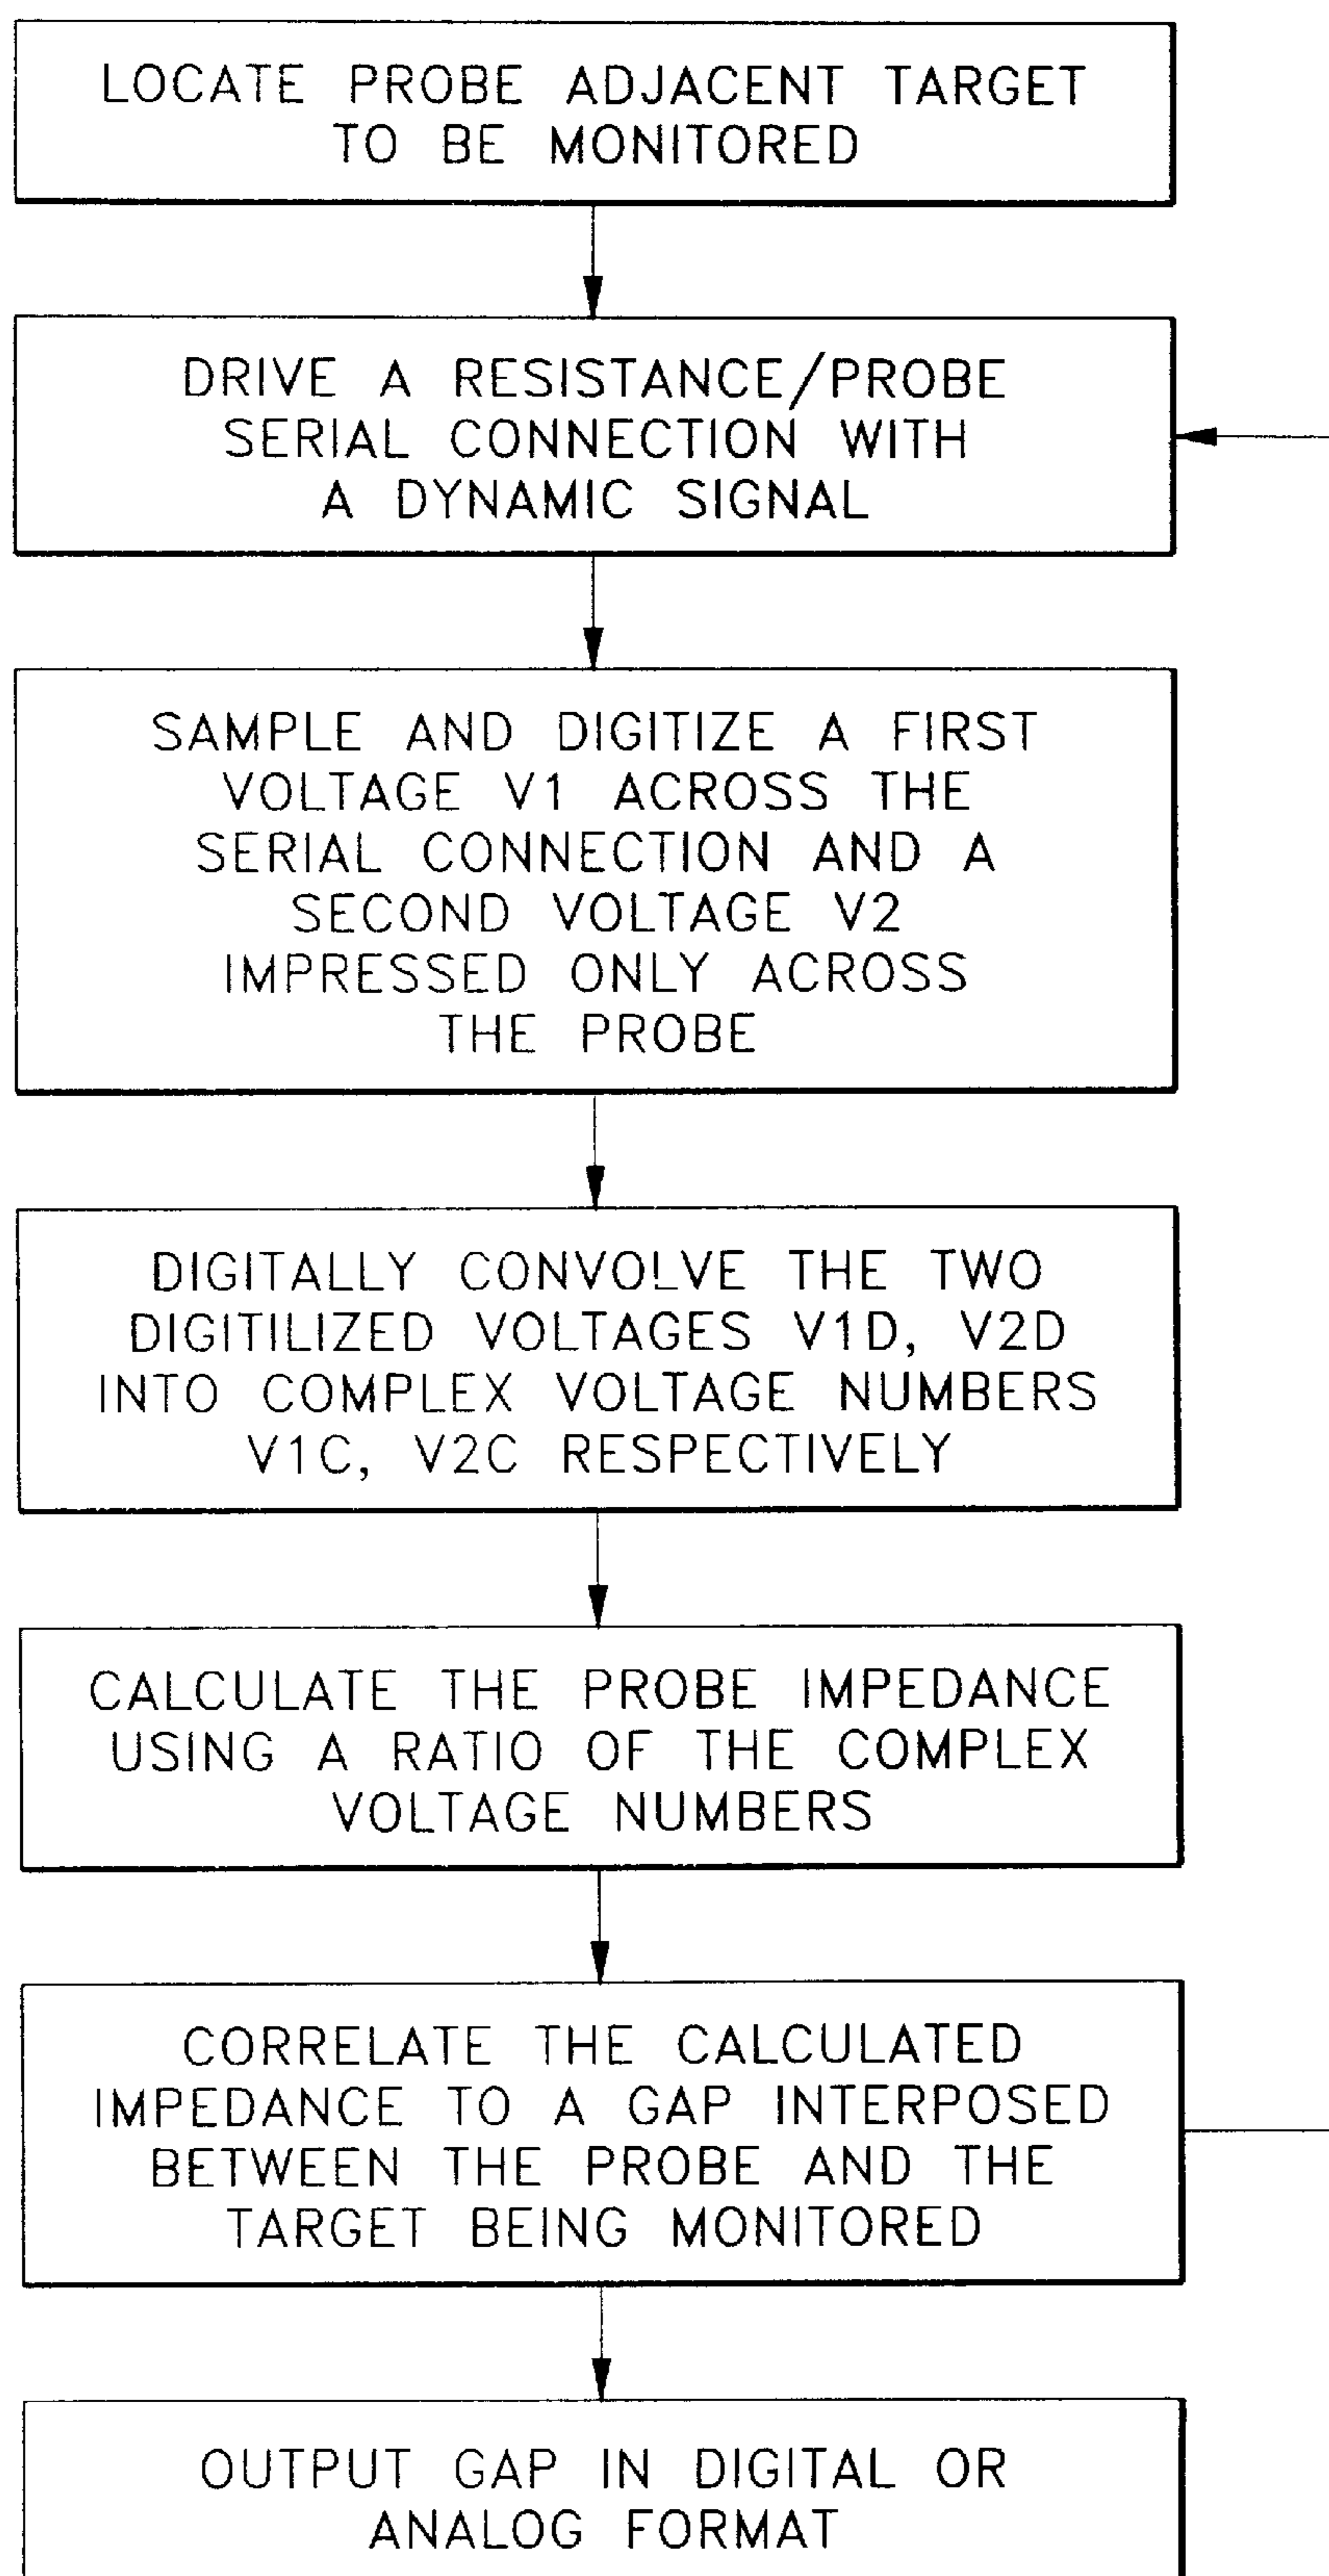 LOCATE PROBE ADJACENT TARGET
TO BE MONITORED
DRIVE A RESISTANCE/PROBE
SERIAL CONNECTION WITH
A DYNAMIC SIGNAL
SAMPLE AND DIGITIZE A FIRST
VOLTAGE V1 ACROSS THE
SERIAL CONNECTION AND A
SECOND VOLTAGE V2
IMPRESSED ONLY ACROSS
THE PROBE
DIGITALLY CONVOLVE THE TWO
DIGITILIZED VOLTAGES V1D, V2D
INTO COMPLEX VOLTAGE NUMBERS
V1C, V2C RESPECTIVELY
CALCULATE THE PROBE IMPEDANCE
USING A RATIO OF THE COMPLEX
VOLTAGE NUMBERS
CORRELATE THE CALCULATED
IMPEDANCE TO A GAP INTERPOSED
BETWEEN THE PROBE AND THE
TARGET BEING MONITORED
OUTPUT GAP IN DIGITAL OR
ANALOG FORMAT